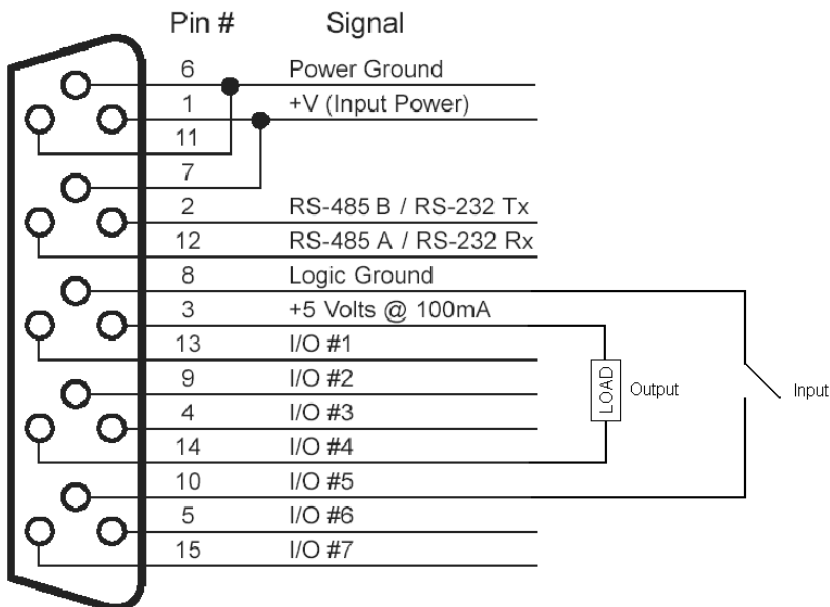 Pin # Signal
6 Power Ground
1 +V (Input Power)
11
7
2 RS-485 B / RS-232 Tx
12 RS-485 A / RS-232 Rx
8 Logic Ground
3 +5 Volts @ 100mA
13 I/O #1
9 I/O #2
4 I/O #3
14 I/O #4
10 I/O #5
5 I/O #6
15 I/O #7
LOAD
Output
Input